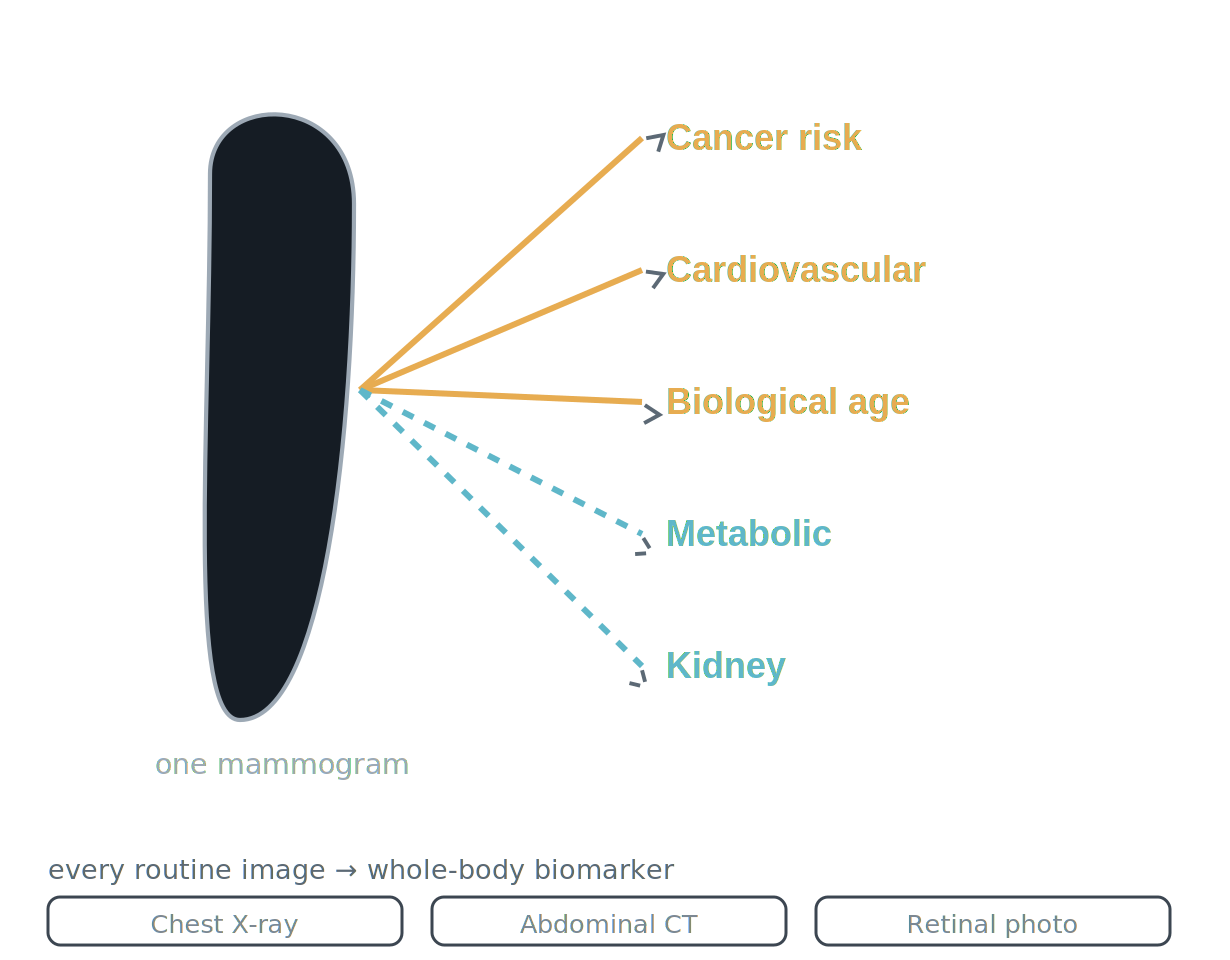 Cancer risk
Cardiovascular
Biological age
Metabolic
Kidney
one mammogram
every routine image → whole-body biomarker
Chest X-ray
Abdominal CT
Retinal photo